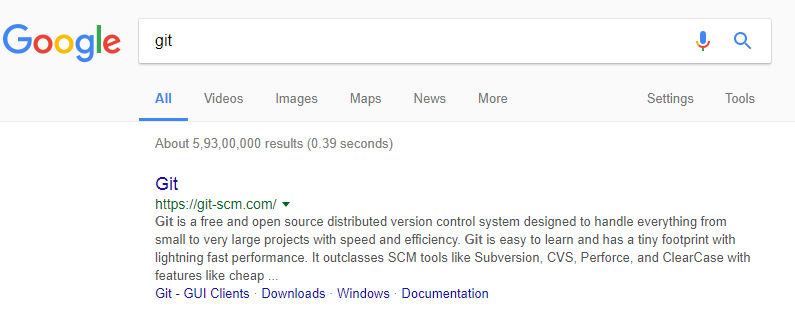 Google
git
All Videos Images Maps News More Settings Tools
About 5,93,00,000 results (0.39 seconds)
Git
https://git-scm.com/
Git is a free and open source distributed version control system designed to handle everything from
small to very large projects with speed and efficiency. Git is easy to learn and has a tiny footprint with
lightning fast performance. It outclasses SCM tools like Subversion, CVS, Perforce, and ClearCase with
features like cheap ...
Git - GUI Clients · Downloads · Windows · Documentation